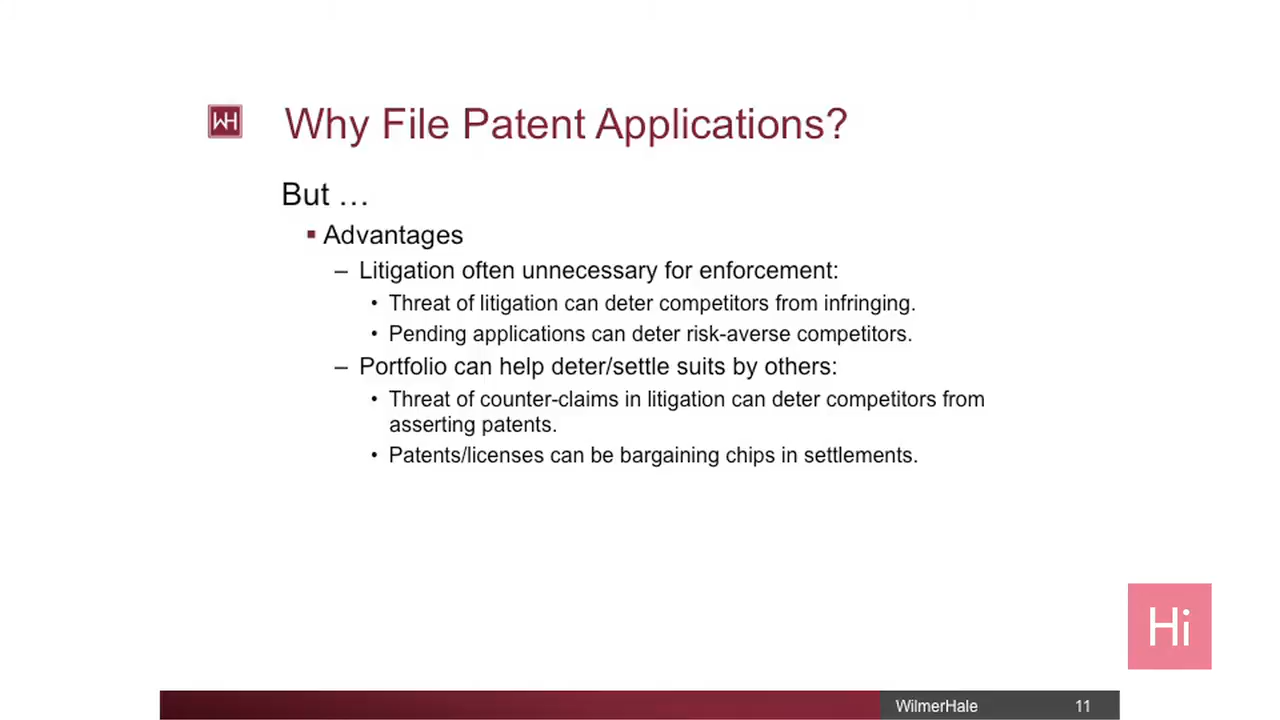 WH
Why File Patent Applications?
But …
▪ Advantages
– Litigation often unnecessary for enforcement:
• Threat of litigation can deter competitors from infringing.
• Pending applications can deter risk-averse competitors.
– Portfolio can help deter/settle suits by others:
• Threat of counter-claims in litigation can deter competitors from
asserting patents.
• Patents/licenses can be bargaining chips in settlements.
Hi
WilmerHale 11